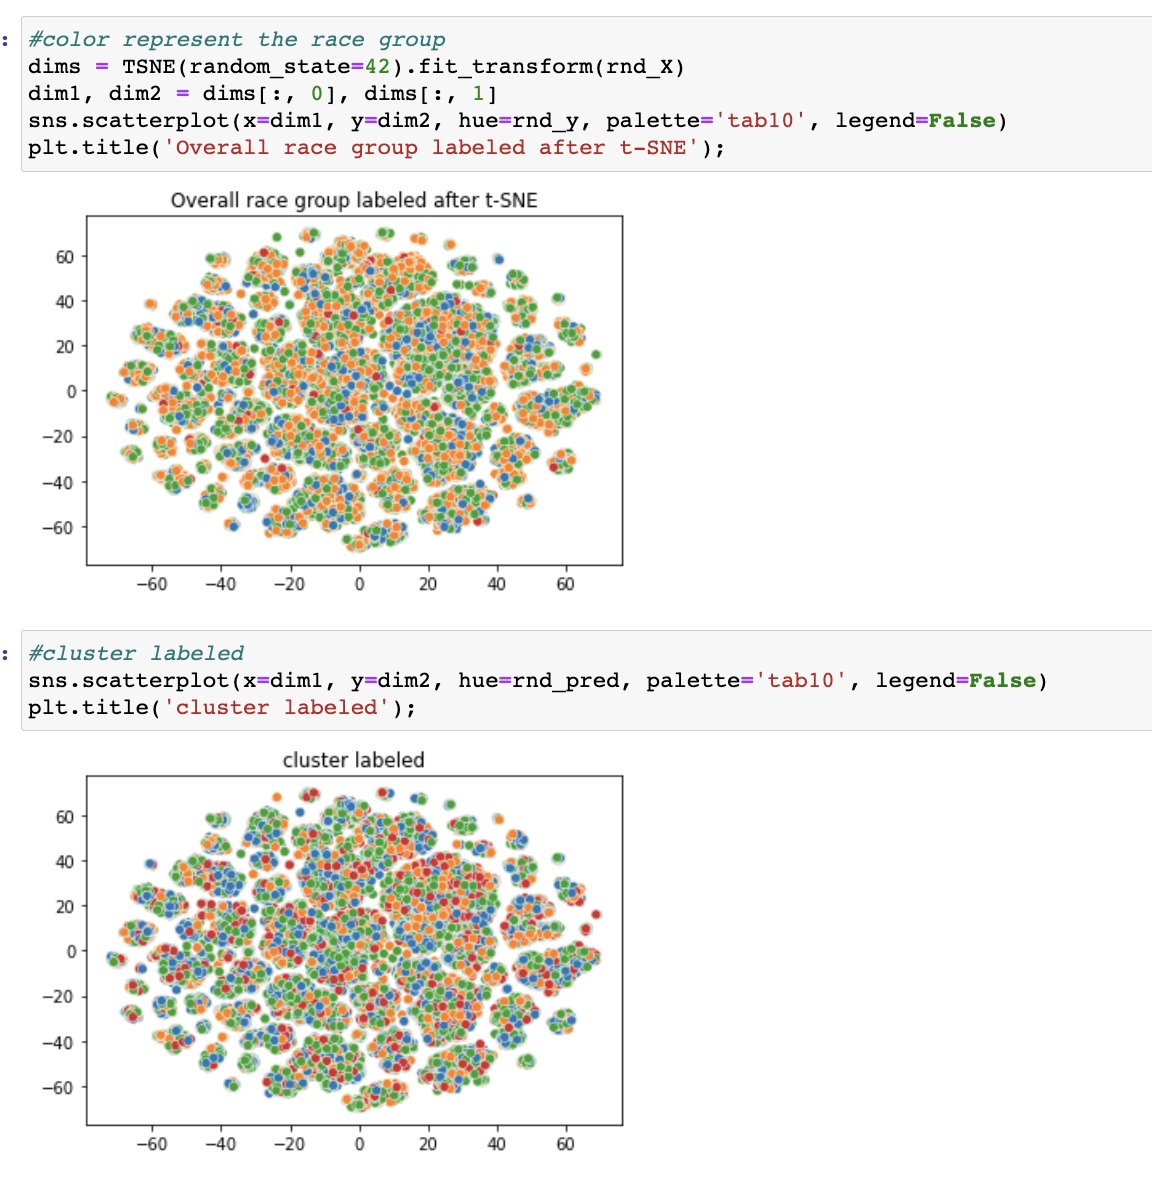 :
#color represent the race group
dims = TSNE(random_state=42).fit_transform(rnd_X)
dim1, dim2 = dims[:, 0], dims[:, 1]
sns.scatterplot(x=dim1, y=dim2, hue=rnd_y, palette='tab10', legend=False)
plt.title('Overall race group labeled after t-SNE');
Overall race group labeled after t-SNE
60
40
20
0
−20
−40
−60
−60 −40 −20 0 20 40 60
:
#cluster labeled
sns.scatterplot(x=dim1, y=dim2, hue=rnd_pred, palette='tab10', legend=False)
plt.title('cluster labeled');
cluster labeled
60
40
20
0
−20
−40
−60
−60 −40 −20 0 20 40 60